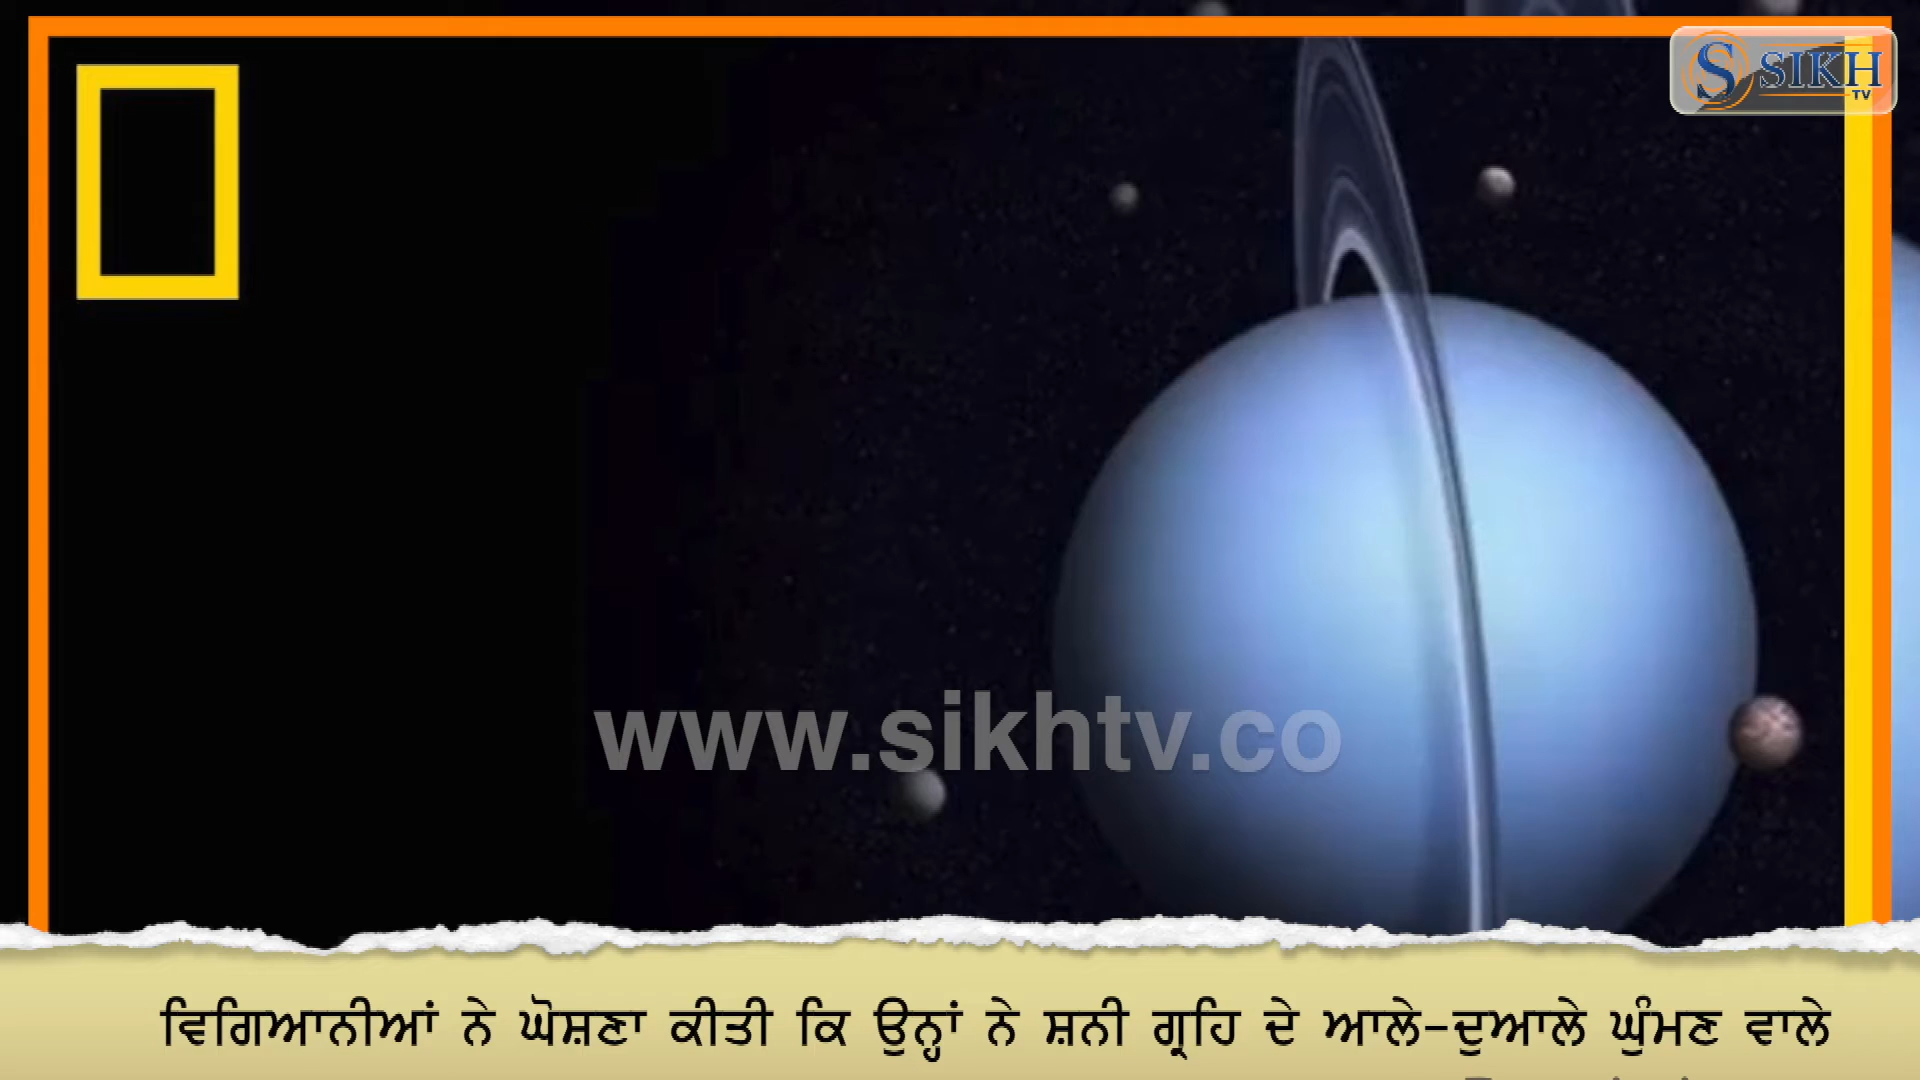 SIKH
TV
www.sikhtv.co
ਵਿਗਿਆਨੀਆਂ ਨੇ ਘੋਸ਼ਣਾ ਕੀਤੀ ਕਿ ਉਨ੍ਹਾਂ ਨੇ ਸ਼ਨੀ ਗ੍ਰਹਿ ਦੇ ਆਲੇ-ਦੁਆਲੇ ਘੁੰਮਣ ਵਾਲੇ